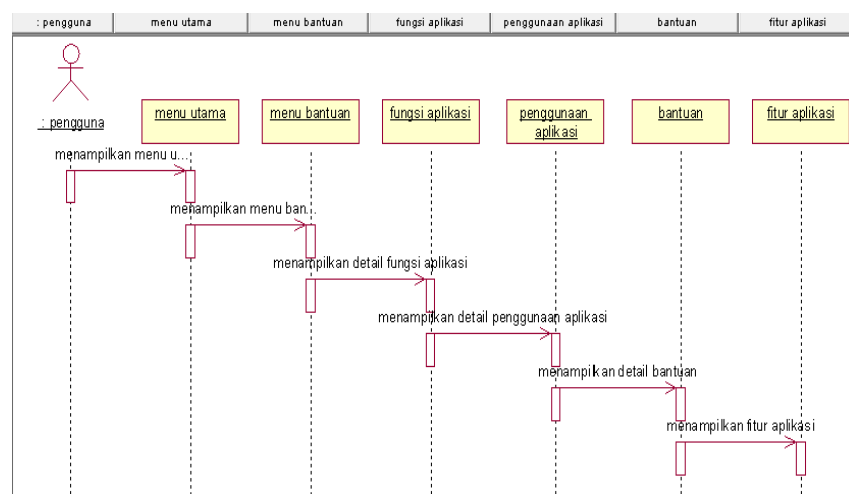 : pengguna
menu utama
menu bantuan
fungsi aplikasi
penggunaan aplikasi
bantuan
fitur aplikasi
: pengguna
menu utama
menu bantuan
fungsi aplikasi
penggunaan
aplikasi
bantuan
fitur aplikasi
menampilkan menu u...
menampilkan menu ban...
menampilkan detail fungsi aplikasi
menampilkan detail penggunaan aplikasi
menampilkan detail bantuan
menampilkan fitur aplikasi